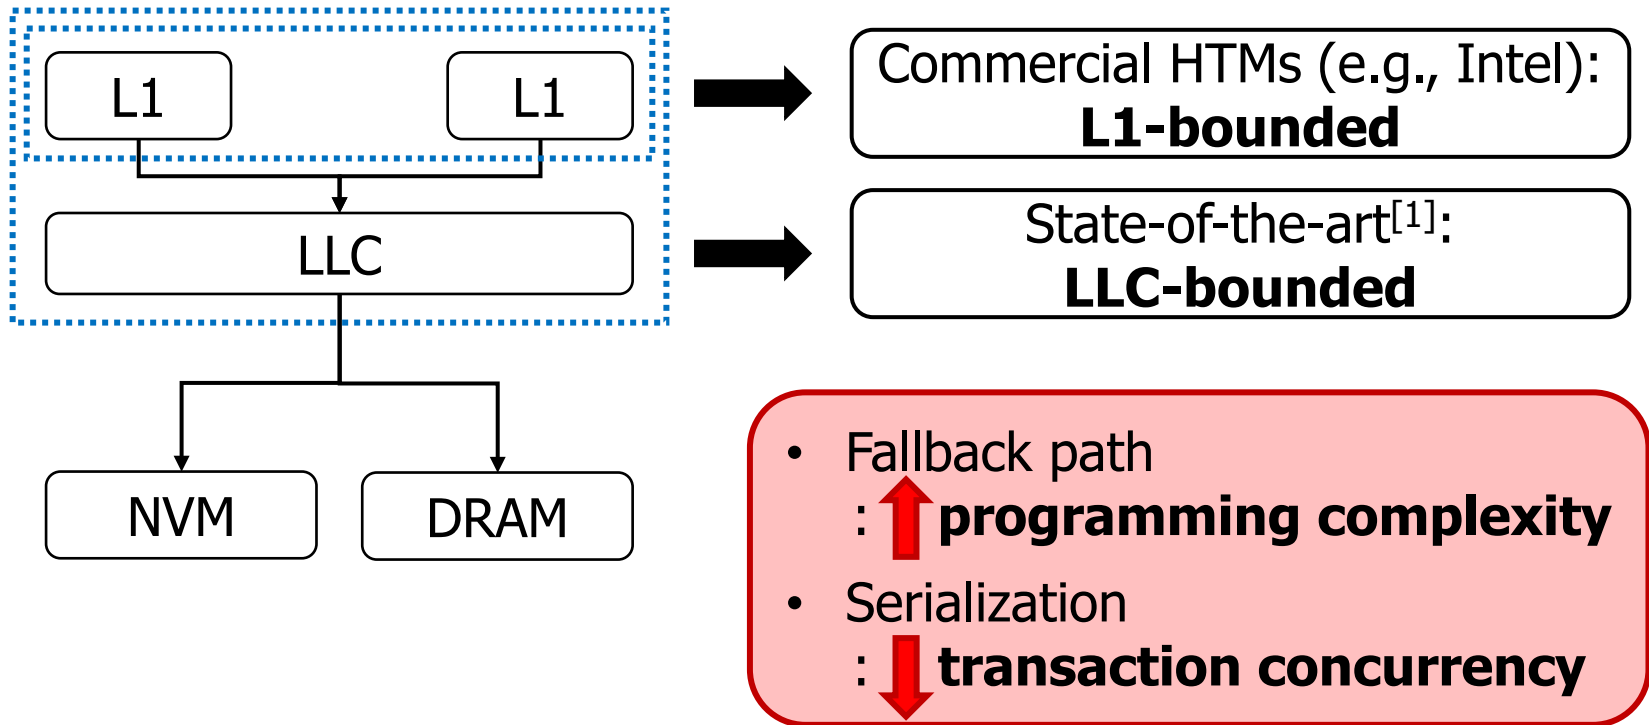 L1
L1
LLC
NVM
DRAM
Commercial HTMs (e.g., Intel):
L1-bounded
State-of-the-art[1]:
LLC-bounded
• Fallback path
: programming complexity
• Serialization
: transaction concurrency